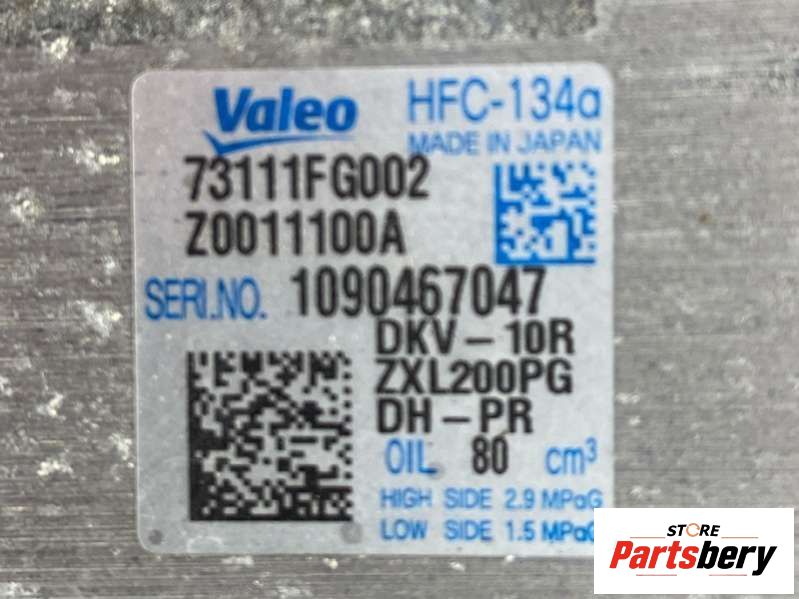 Valeo HFC-134a
MADE IN JAPAN
73111FG002
Z0011100A
SERI.NO. 1090467047
DKV-10R
ZXL200PG
DH-PR
OIL 80 cm³
HIGH SIDE 2.9 MPaG
LOW SIDE 1.5 MPaG
STORE
Partsbery